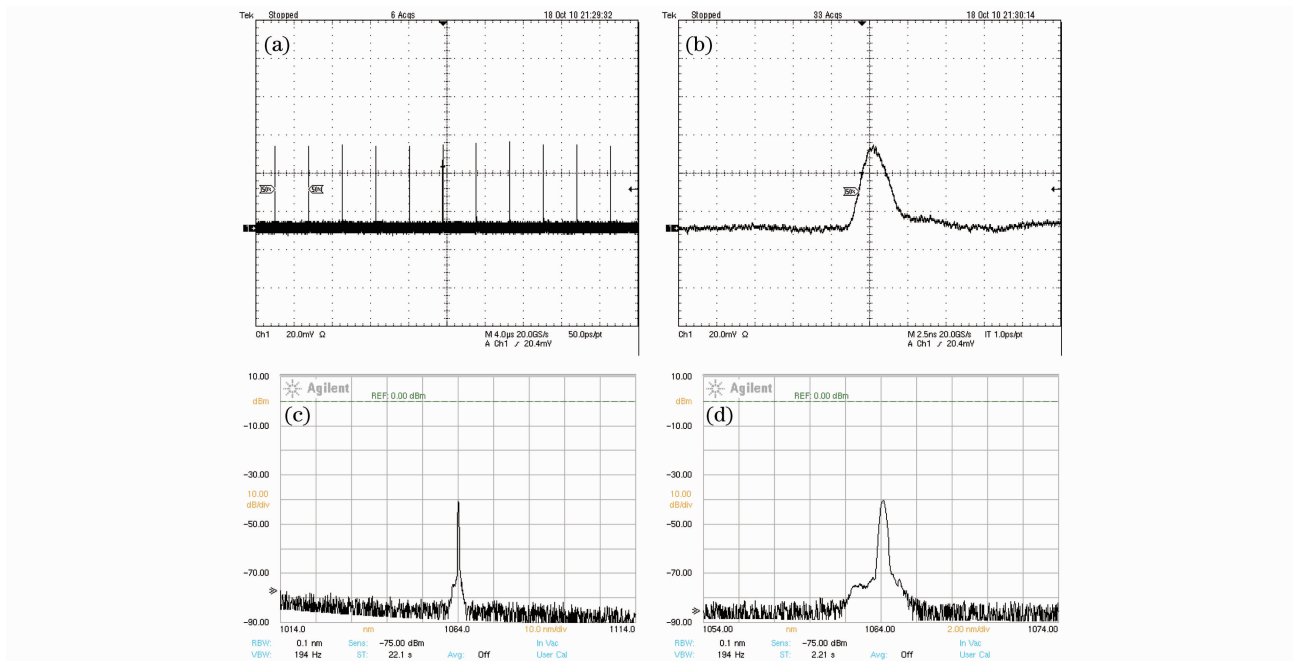 Tek Stopped 6 Acqs 18 Oct 10 21:29:32
(a)
50% 50%
Ch1 20.0mV Ω M 4.0μs 20.0GS/s 50.0ps/pt
A Ch1 / 20.4mV
Tek Stopped 33 Acqs 18 Oct 10 21:30:14
(b)
50%
Ch1 20.0mV Ω M 2.5ns 20.0GS/s IT 1.0ps/pt
A Ch1 / 20.4mV
10.00
Agilent
dBm
REF: 0.00 dBm
(c)
-10.00
-30.00
10.00
dB/div
-50.00
-70.00
-90.00
1014.0 nm 1064.0 10.0 nm/div 1114.0
RBW: 0.1 nm Sens: -75.00 dBm In Vac
VBW: 194 Hz ST: 22.1 s Avg: Off User Cal
10.00
Agilent
dBm
REF: 0.00 dBm
(d)
-10.00
-30.00
10.00
dB/div
-50.00
-70.00
-90.00
1054.00 nm 1064.00 2.00 nm/div 1074.00
RBW: 0.1 nm Sens: -75.00 dBm In Vac
VBW: 194 Hz ST: 2.21 s Avg: Off User Cal